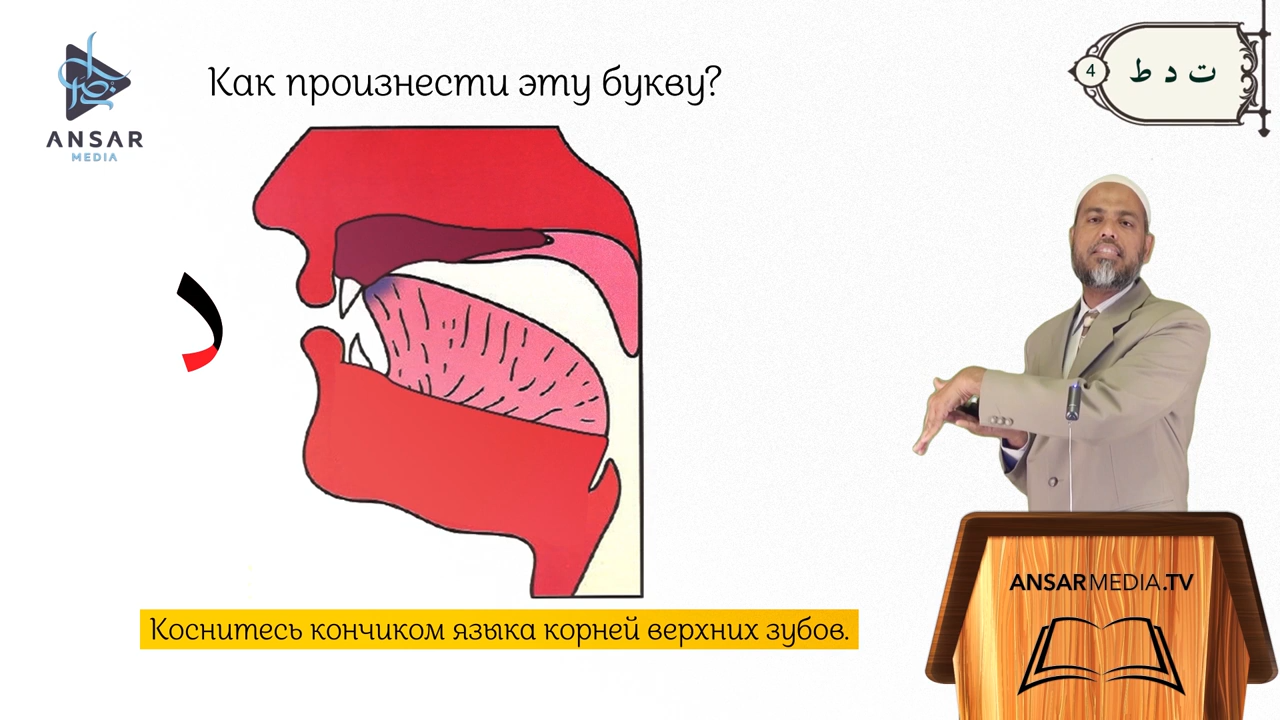 ANSAR
MEDIA
Как произнести эту букву?
4
ت د ط
د
Коснитесь кончиком языка корней верхних зубов.
ANSARMEDIA.TV